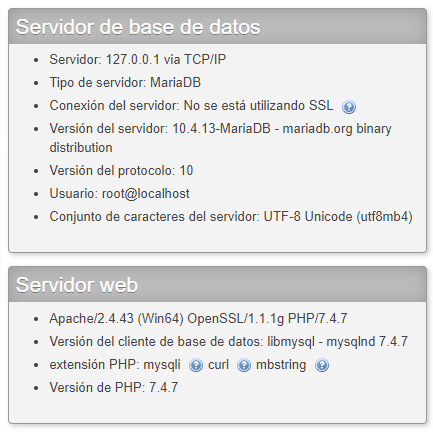 Servidor de base de datos
Servidor: 127.0.0.1 via TCP/IP
Tipo de servidor: MariaDB
Conexión del servidor: No se está utilizando SSL
Versión del servidor: 10.4.13-MariaDB - mariadb.org binary
distribution
Versión del protocolo: 10
Usuario: root@localhost
Conjunto de caracteres del servidor: UTF-8 Unicode (utf8mb4)
Servidor web
Apache/2.4.43 (Win64) OpenSSL/1.1.1g PHP/7.4.7
Versión del cliente de base de datos: libmysql - mysqlnd 7.4.7
extensión PHP: mysqli curl mbstring
Versión de PHP: 7.4.7